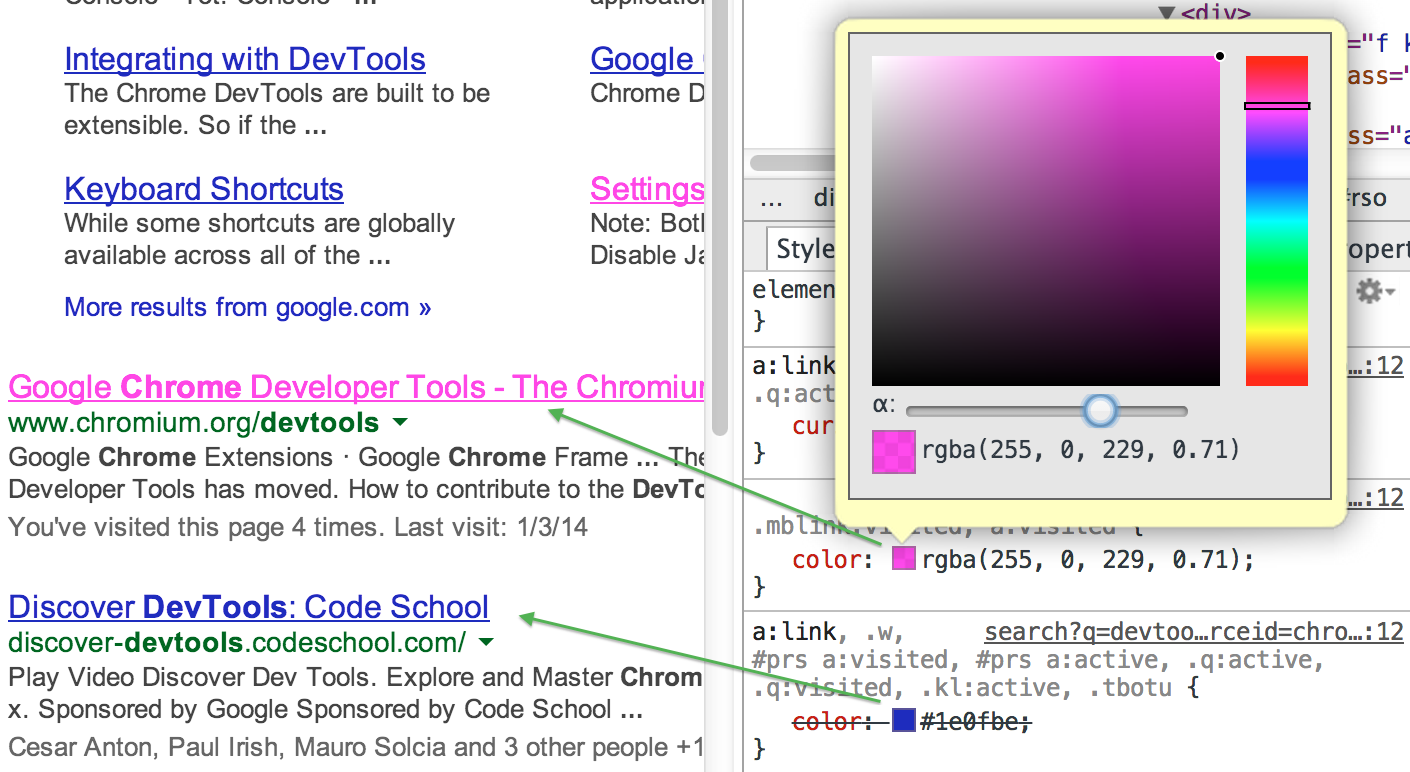 Console – Yet. Console – ...
Integrating with DevTools
The Chrome DevTools are built to be
extensible. So if the ...
Keyboard Shortcuts
While some shortcuts are globally
available across all of the ...
More results from google.com »
Google
Chrome D
Settings
Note: Both
Disable Ja
Google Chrome Developer Tools - The Chromium
www.chromium.org/devtools
Google Chrome Extensions · Google Chrome Frame ... The
Developer Tools has moved. How to contribute to the DevTo
You've visited this page 4 times. Last visit: 1/3/14
Discover DevTools: Code School
discover-devtools.codeschool.com/
Play Video Discover Dev Tools. Explore and Master Chrom
x. Sponsored by Google Sponsored by Code School ...
Cesar Anton, Paul Irish, Mauro Solcia and 3 other people +1
<div>
="f k
ass="
ss="a
... di
#rso
Style
opert
elemen
}
a:link
…:12
.q:act
cur
}
α:
rgba(255, 0, 229, 0.71)
…:12
.mblink:visited, a:visited {
color: rgba(255, 0, 229, 0.71);
}
a:link, .w, search?q=devtoo…rceid=chro…:12
#prs a:visited, #prs a:active, .q:active,
.q:visited, .kl:active, .tbotu {
color: #1e0fbe;
}